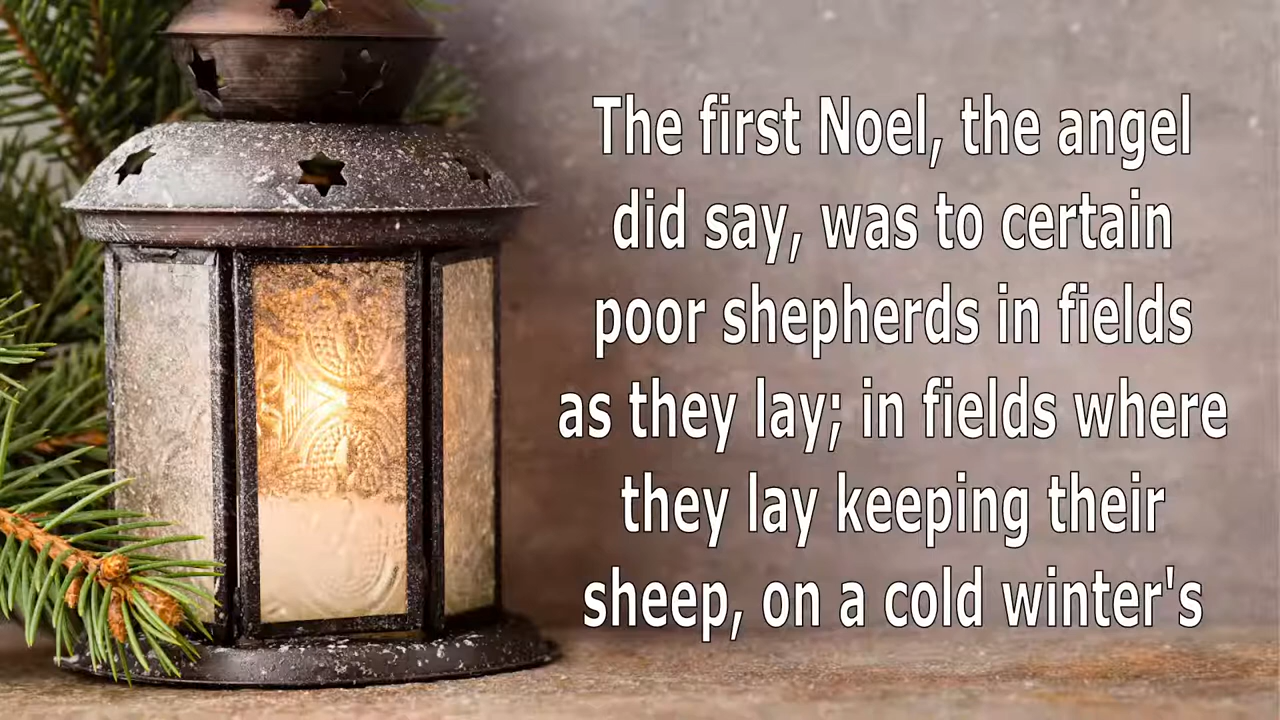 The first Noel, the angel
did say, was to certain
poor shepherds in fields
as they lay; in fields where
they lay keeping their
sheep, on a cold winter's